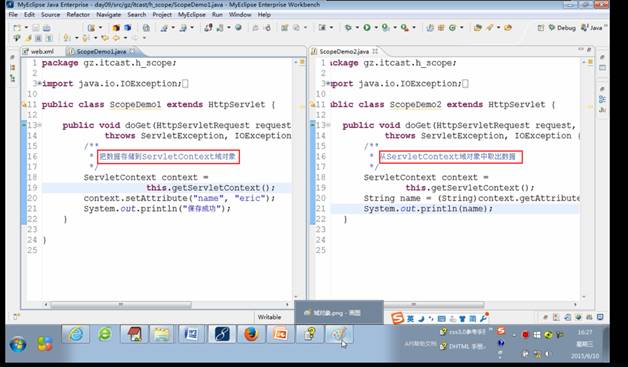 MyEclipse Java Enterprise - day09/src/gz/itcast/h_scope/ScopeDemo1.java - MyEclipse Enterprise Workbench
File Edit Source Refactor Navigate Search Project MyEclipse Run Window Help
Debug Java
web.xml ScopeDemo1.java
1 package gz.itcast.h_scope;
2
3 import java.io.IOException;
10
11 public class ScopeDemo1 extends HttpServlet {
12
13 public void doGet(HttpServletRequest request
14 throws ServletException, IOException
15 /**
16 * 把数据存储到ServletContext域对象
17 */
18 ServletContext context =
19 this.getServletContext();
20 context.setAttribute("name", "eric");
21 System.out.println("保存成功");
22 }
23
24 }
25
ScopeDemo2.java
1 package gz.itcast.h_scope;
2
3 import java.io.IOException;
10
11 ublic class ScopeDemo2 extends HttpServlet {
12
13 public void doGet(HttpServletRequest request,
14 throws ServletException, IOException {
15 /**
16 * 从ServletContext域对象中取出数据
17 */
18 ServletContext context =
19 this.getServletContext();
20 String name = (String)context.getAttribute
21 System.out.println(name);
22 }
23
24
25
Writable
域对象.png - 画图
英
简
css3.0参考手册
API帮助文档
DHTML 手册
16:27
星期三
2015/6/10